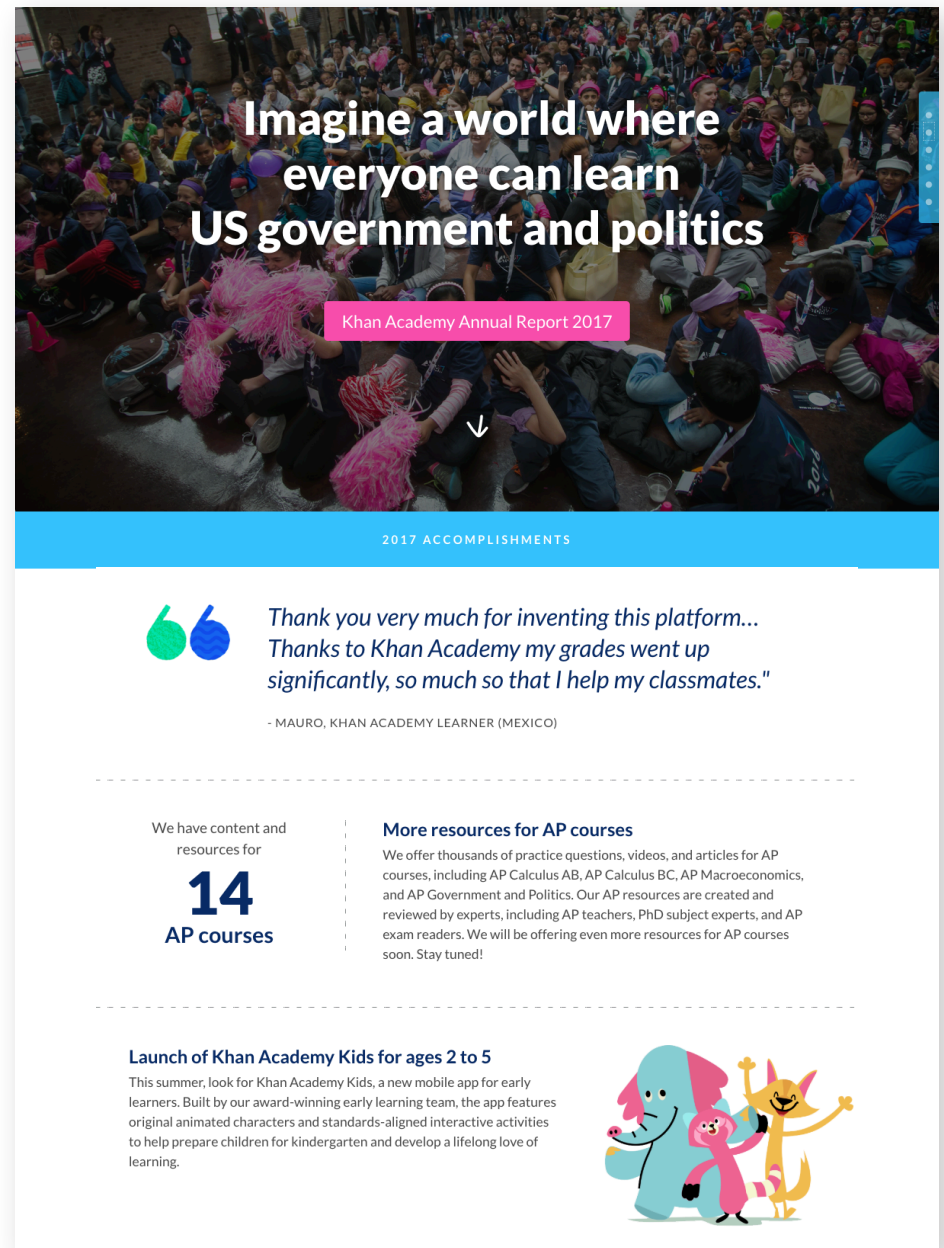 Imagine a world where
everyone can learn
US government and politics
Khan Academy Annual Report 2017
2017 ACCOMPLISHMENTS
Thank you very much for inventing this platform...
Thanks to Khan Academy my grades went up
significantly, so much so that I help my classmates."
- MAURO, KHAN ACADEMY LEARNER (MEXICO)
We have content and
resources for
14
AP courses
More resources for AP courses
We offer thousands of practice questions, videos, and articles for AP
courses, including AP Calculus AB, AP Calculus BC, AP Macroeconomics,
and AP Government and Politics. Our AP resources are created and
reviewed by experts, including AP teachers, PhD subject experts, and AP
exam readers. We will be offering even more resources for AP courses
soon. Stay tuned!
Launch of Khan Academy Kids for ages 2 to 5
This summer, look for Khan Academy Kids, a new mobile app for early
learners. Built by our award-winning early learning team, the app features
original animated characters and standards-aligned interactive activities
to help prepare children for kindergarten and develop a lifelong love of
learning.